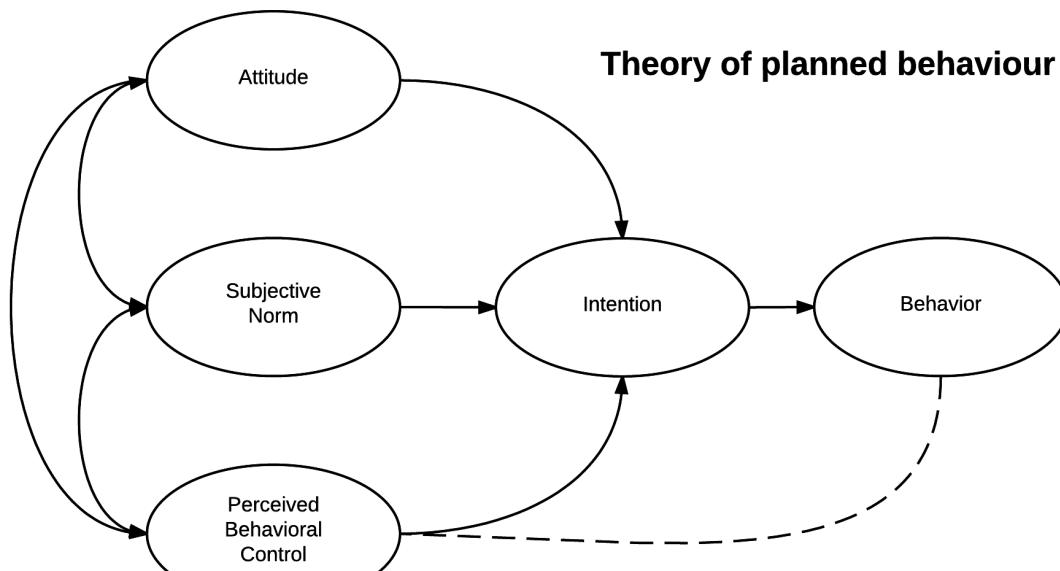 Theory of planned behaviour
Attitude
Subjective
Norm
Intention
Behavior
Perceived
Behavioral
Control